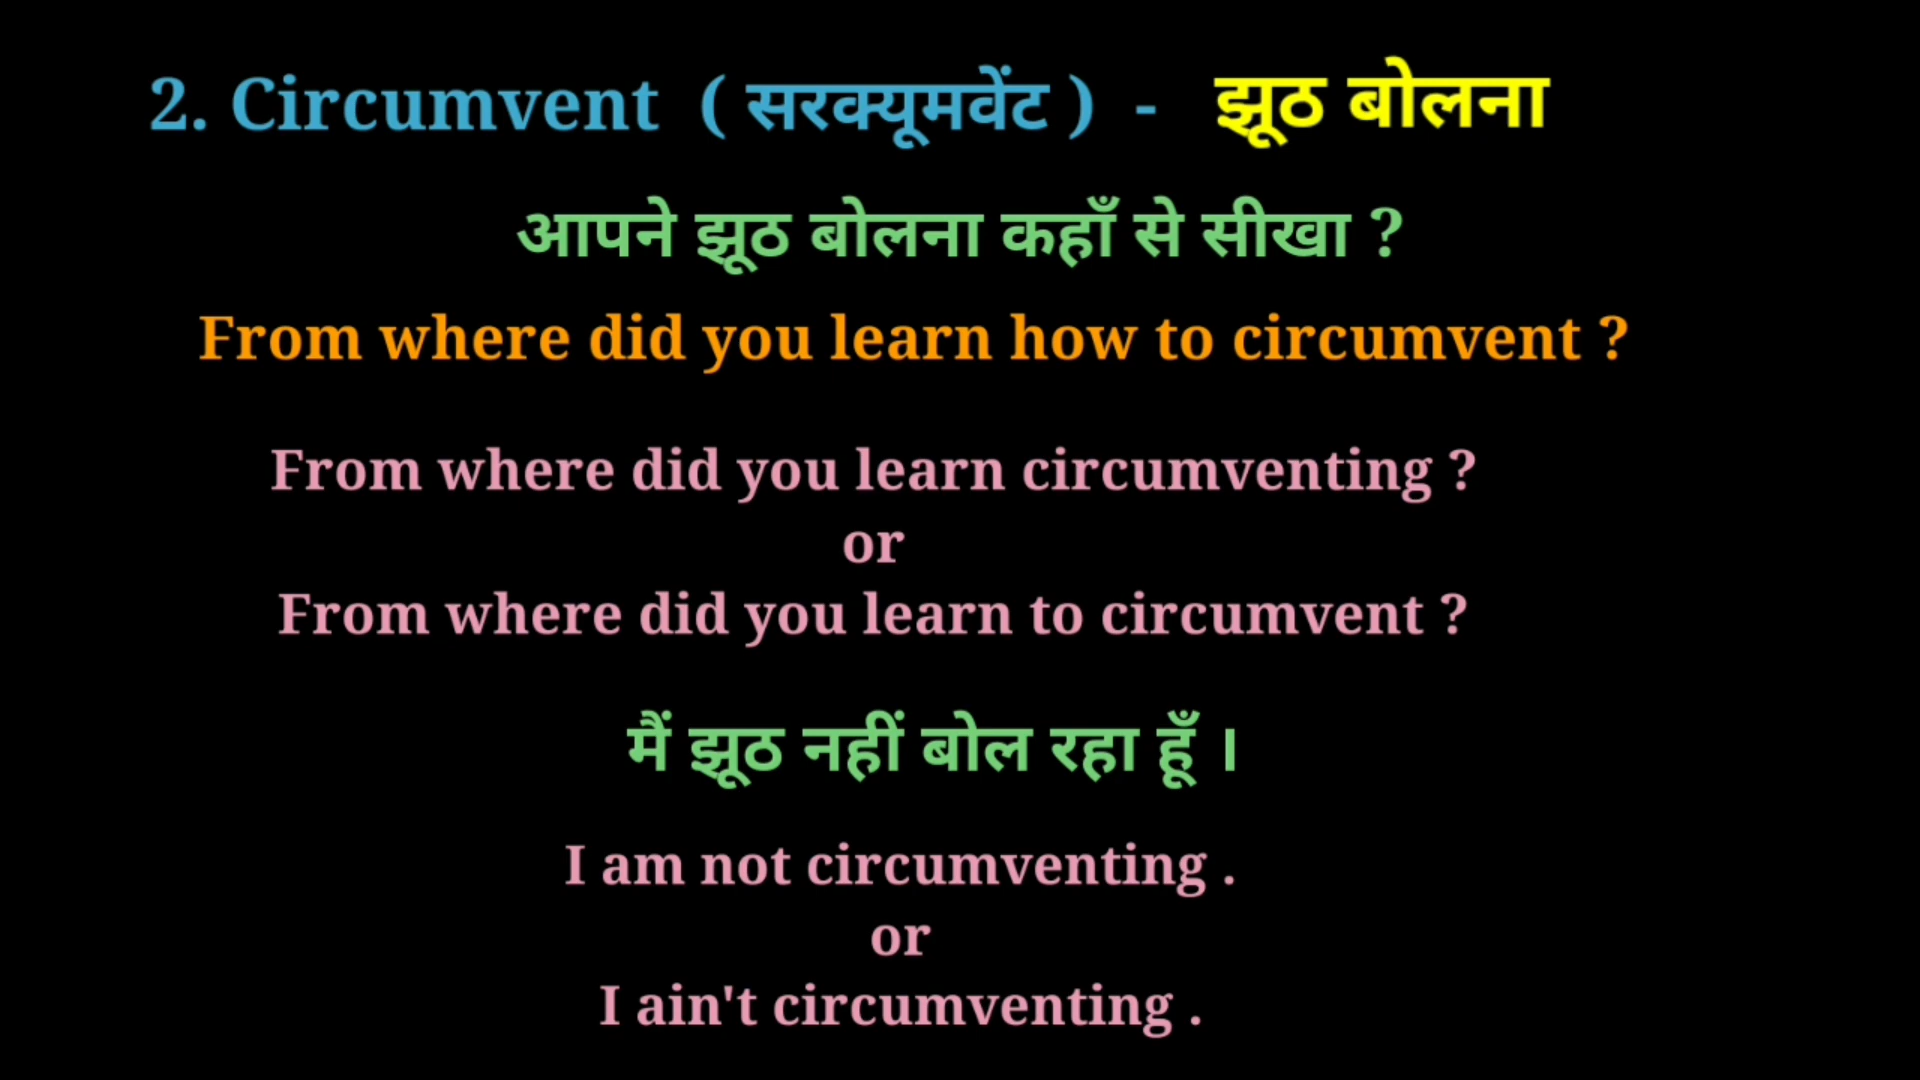 2. Circumvent ( सरक्यूमवेंट ) - झूठ बोलना
आपने झूठ बोलना कहाँ से सीखा ?
From where did you learn how to circumvent ?
From where did you learn circumventing ?
or
From where did you learn to circumvent ?
मैं झूठ नहीं बोल रहा हूँ ।
I am not circumventing .
or
I ain't circumventing .